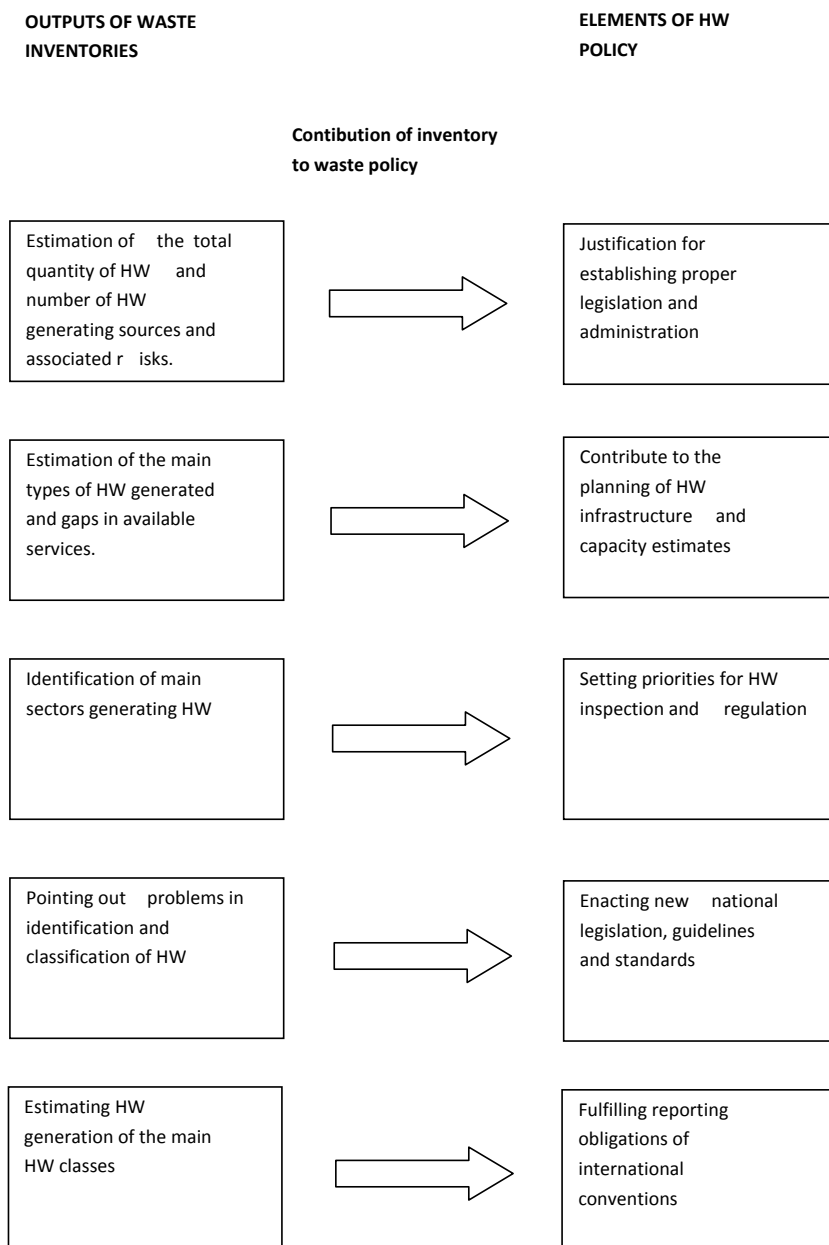 OUTPUTS OF WASTE
INVENTORIES
ELEMENTS OF HW
POLICY
Contibution of inventory
to waste policy
Estimation of the total
quantity of HW and
number of HW
generating sources and
associated r isks.
Justification for
establishing proper
legislation and
administration
Estimation of the main
types of HW generated
and gaps in available
services.
Contribute to the
planning of HW
infrastructure and
capacity estimates
Identification of main
sectors generating HW
Setting priorities for HW
inspection and regulation
Pointing out problems in
identification and
classification of HW
Enacting new national
legislation, guidelines
and standards
Estimating HW
generation of the main
HW classes
Fulfilling reporting
obligations of
international
conventions